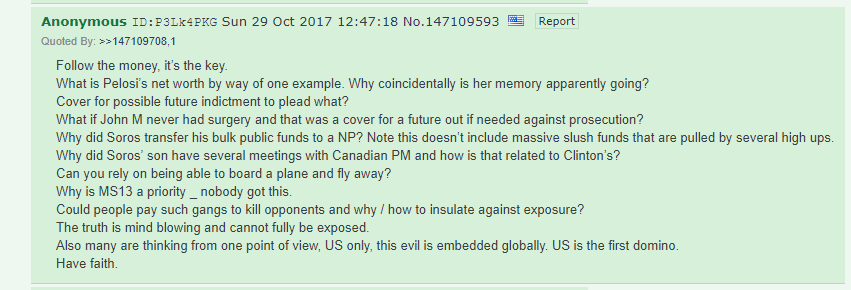 Anonymous ID:P3Lk4PKG Sun 29 Oct 2017 12:47:18 No.147109593 Report
Quoted By: >>147109708,1
Follow the money, it's the key.
What is Pelosi's net worth by way of one example. Why coincidentally is her memory apparently going?
Cover for possible future indictment to plead what?
What if John M never had surgery and that was a cover for a future out if needed against prosecution?
Why did Soros transfer his bulk public funds to a NP? Note this doesn't include massive slush funds that are pulled by several high ups.
Why did Soros' son have several meetings with Canadian PM and how is that related to Clinton's?
Can you rely on being able to board a plane and fly away?
Why is MS13 a priority _ nobody got this.
Could people pay such gangs to kill opponents and why / how to insulate against exposure?
The truth is mind blowing and cannot fully be exposed.
Also many are thinking from one point of view, US only, this evil is embedded globally. US is the first domino.
Have faith.